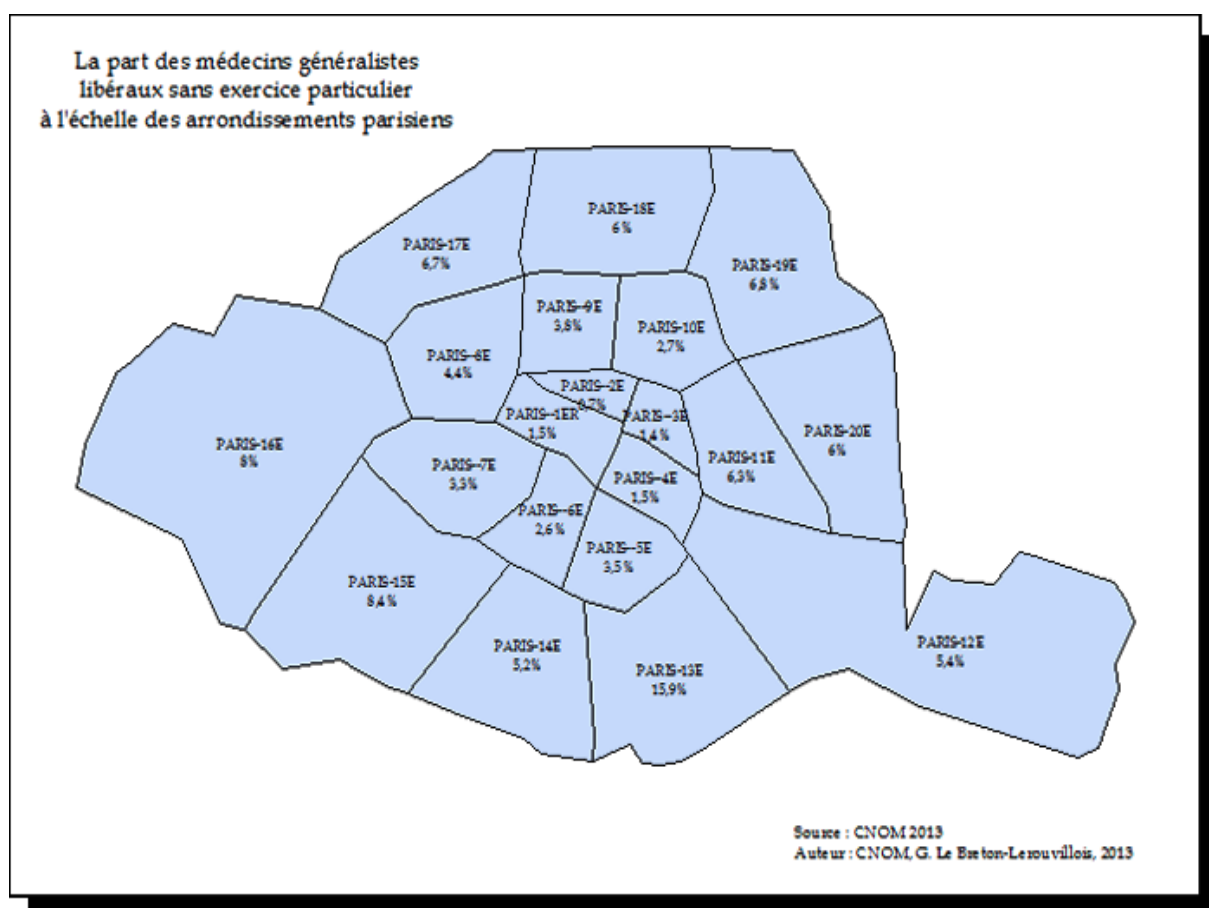 La part des médecins généralistes
libéraux sans exercice particulier
à l'échelle des arrondissements parisiens
PARIS-18E
6%
PARIS-17E
6,7%
PARIS-19E
6,8%
PARIS--9E
3,8%
PARIS-10E
2,7%
PARIS--8E
4,4%
PARIS--2E
0,7%
PARIS--1ER
1,5%
PARIS--3E
1,4%
PARIS-20E
6%
PARIS-16E
8%
PARIS-11E
6,3%
PARIS--7E
3,3%
PARIS--4E
1,5%
PARIS--6E
2,6%
PARIS--5E
3,5%
PARIS-15E
8,4%
PARIS-14E
5,2%
PARIS-12E
5,4%
PARIS-13E
15,9%
Source : CNOM 2013
Auteur : CNOM, G. Le Breton-Lerouvillois, 2013